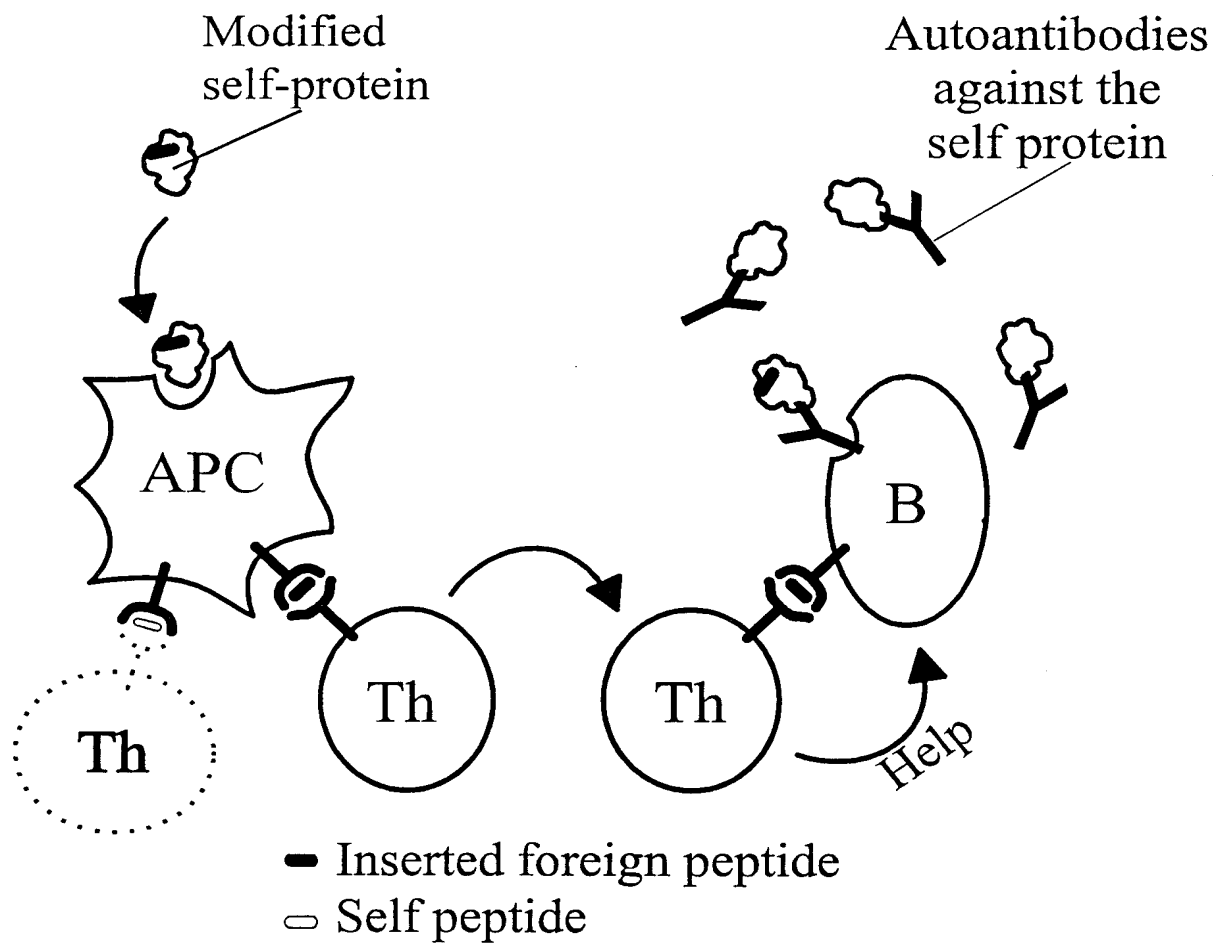 Modified
self-protein
Autoantibodies
against the
self protein
APC
B
Th
Th
Th
Help
Inserted foreign peptide
Self peptide